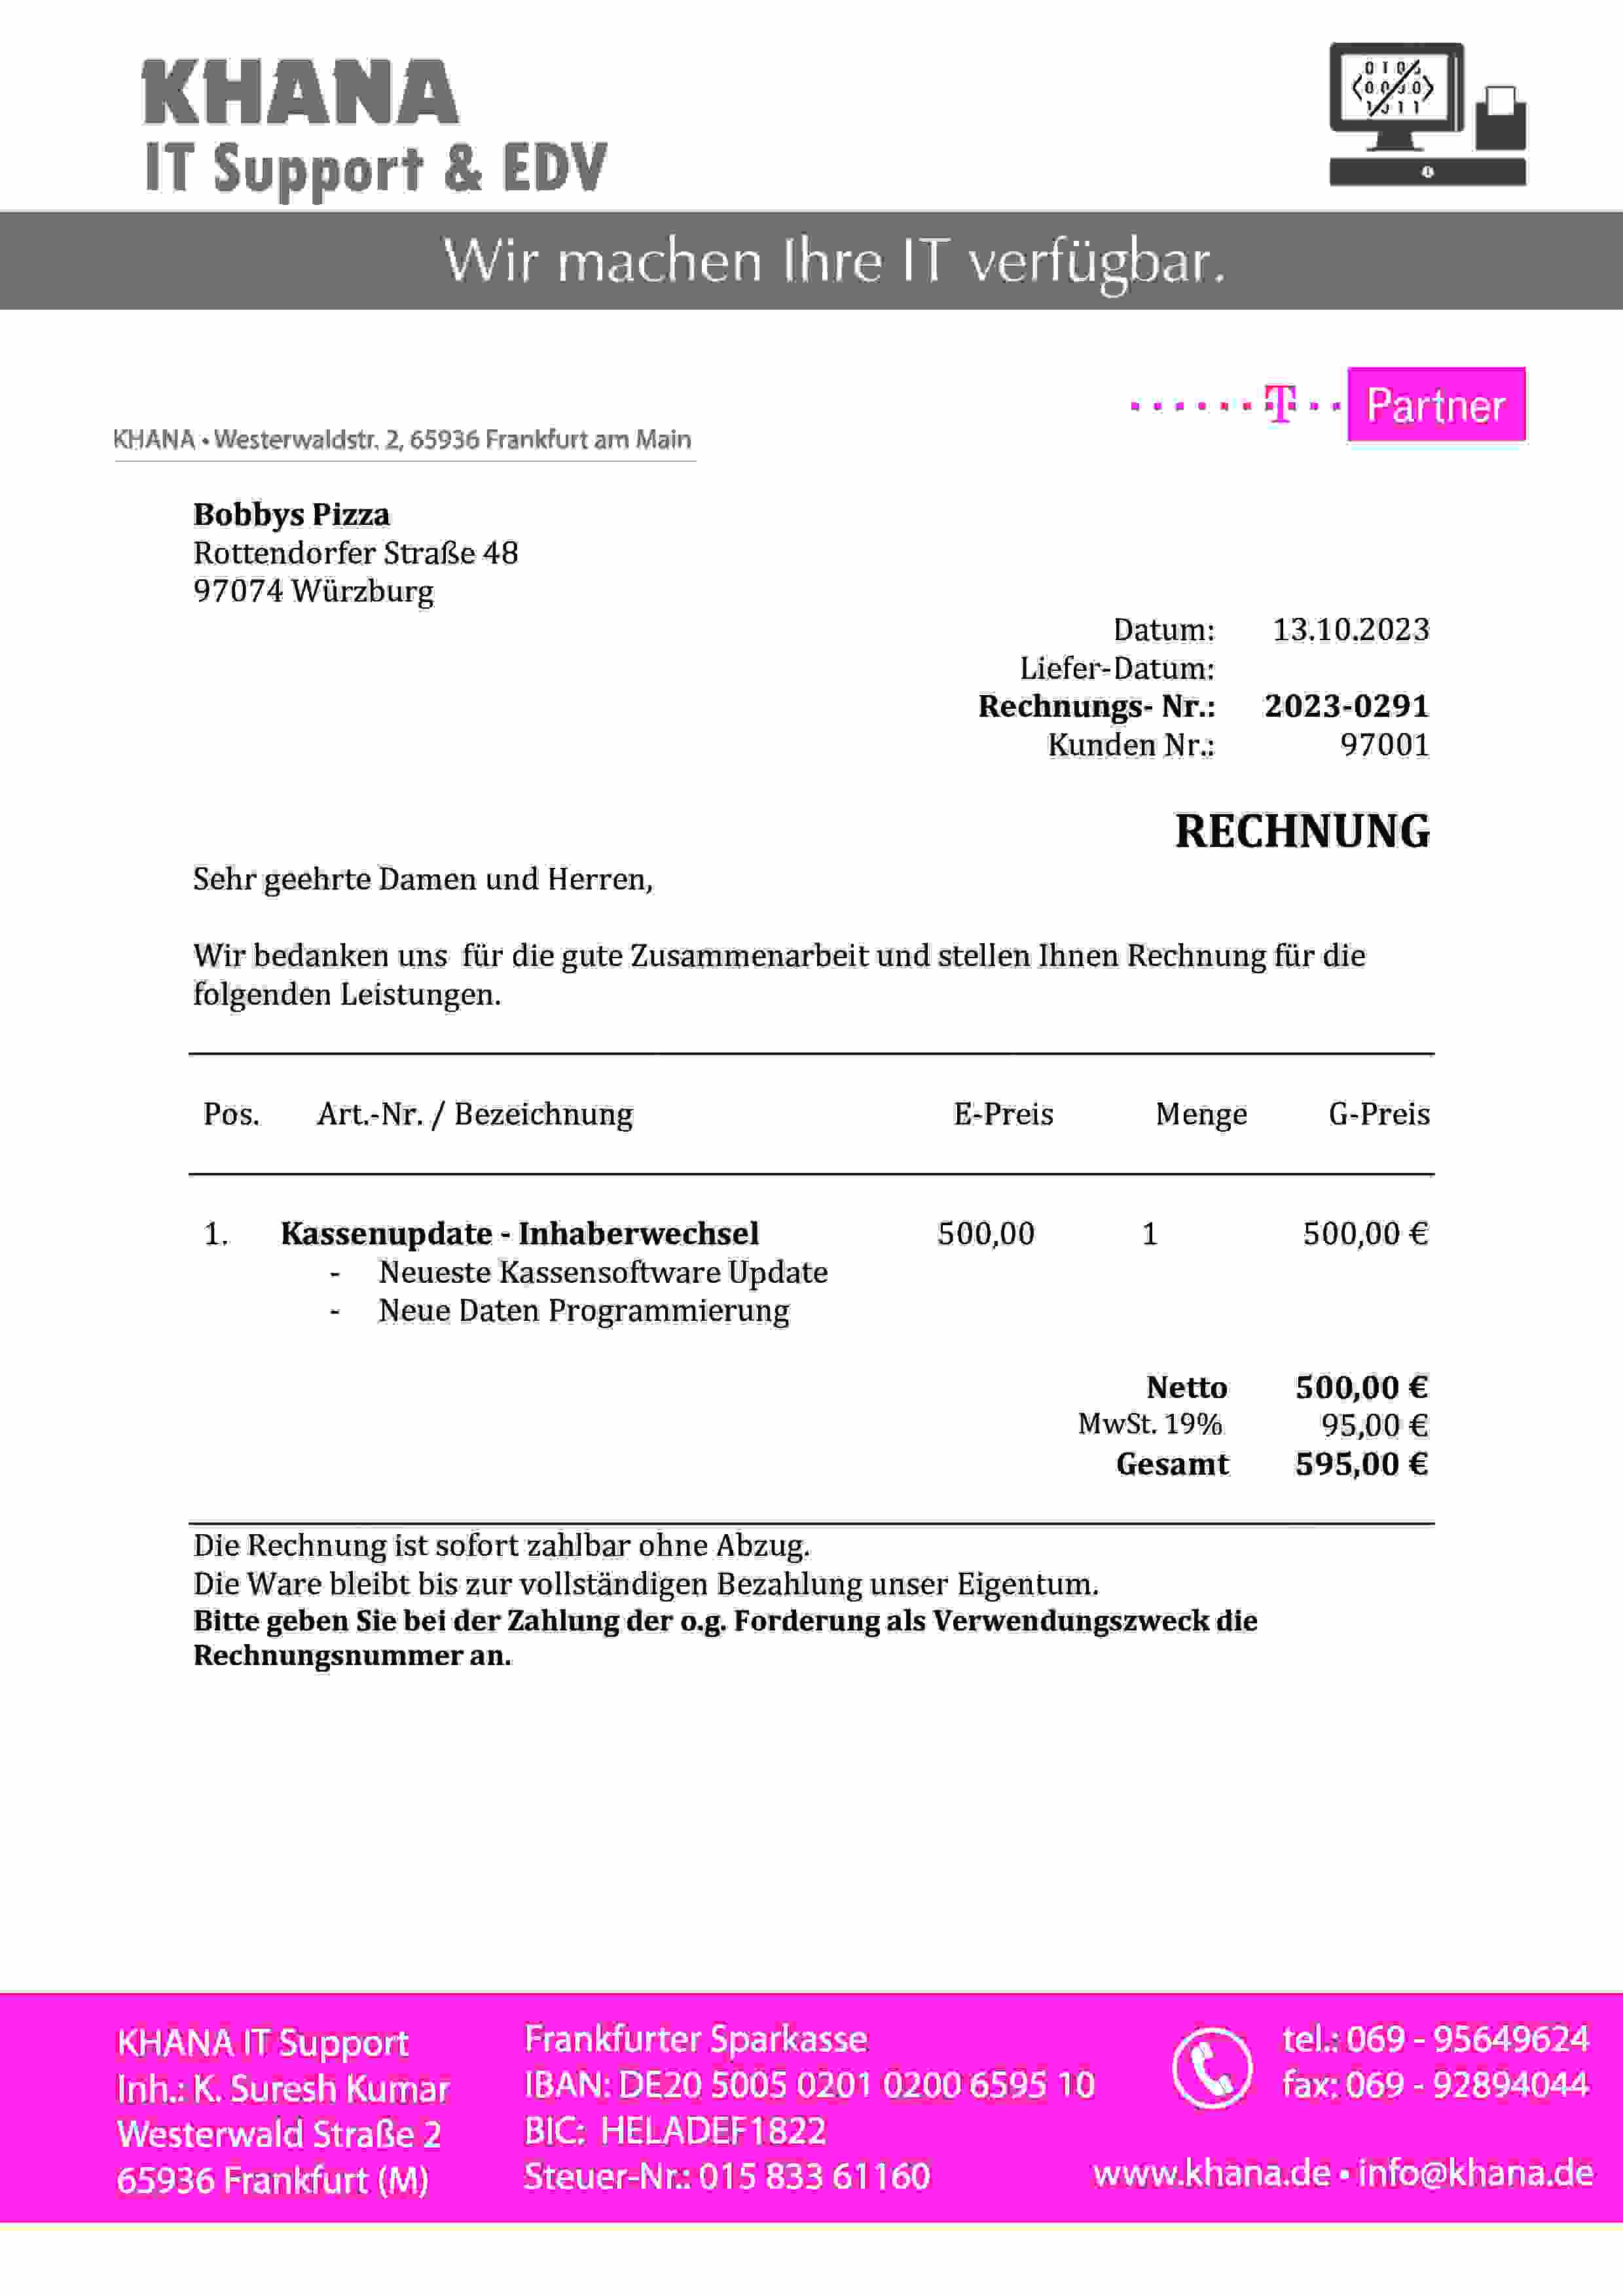 KHANA
IT Support & EDV
Wir machen Ihre IT verfügbar.
T Partner
KHANA • Westerwaldstr. 2, 65936 Frankfurt am Main
Bobbys Pizza
Rottendorfer Straße 48
97074 Würzburg
Datum: 13.10.2023
Liefer-Datum:
Rechnungs- Nr.: 2023-0291
Kunden Nr.: 97001
RECHNUNG
Sehr geehrte Damen und Herren,
Wir bedanken uns für die gute Zusammenarbeit und stellen Ihnen Rechnung für die
folgenden Leistungen.
Pos. Art.-Nr. / Bezeichnung E-Preis Menge G-Preis
1. Kassenupdate - Inhaberwechsel 500,00 1 500,00 €
- Neueste Kassensoftware Update
- Neue Daten Programmierung
Netto 500,00 €
MwSt. 19% 95,00 €
Gesamt 595,00 €
Die Rechnung ist sofort zahlbar ohne Abzug.
Die Ware bleibt bis zur vollständigen Bezahlung unser Eigentum.
Bitte geben Sie bei der Zahlung der o.g. Forderung als Verwendungszweck die
Rechnungsnummer an.
KHANA IT Support
Inh.: K. Suresh Kumar
Westerwald Straße 2
65936 Frankfurt (M)
Frankfurter Sparkasse
IBAN: DE20 5005 0201 0200 6595 10
BIC: HELADEF1822
Steuer-Nr.: 015 833 61160
tel.: 069 - 95649624
fax: 069 - 92894044
www.khana.de • info@khana.de